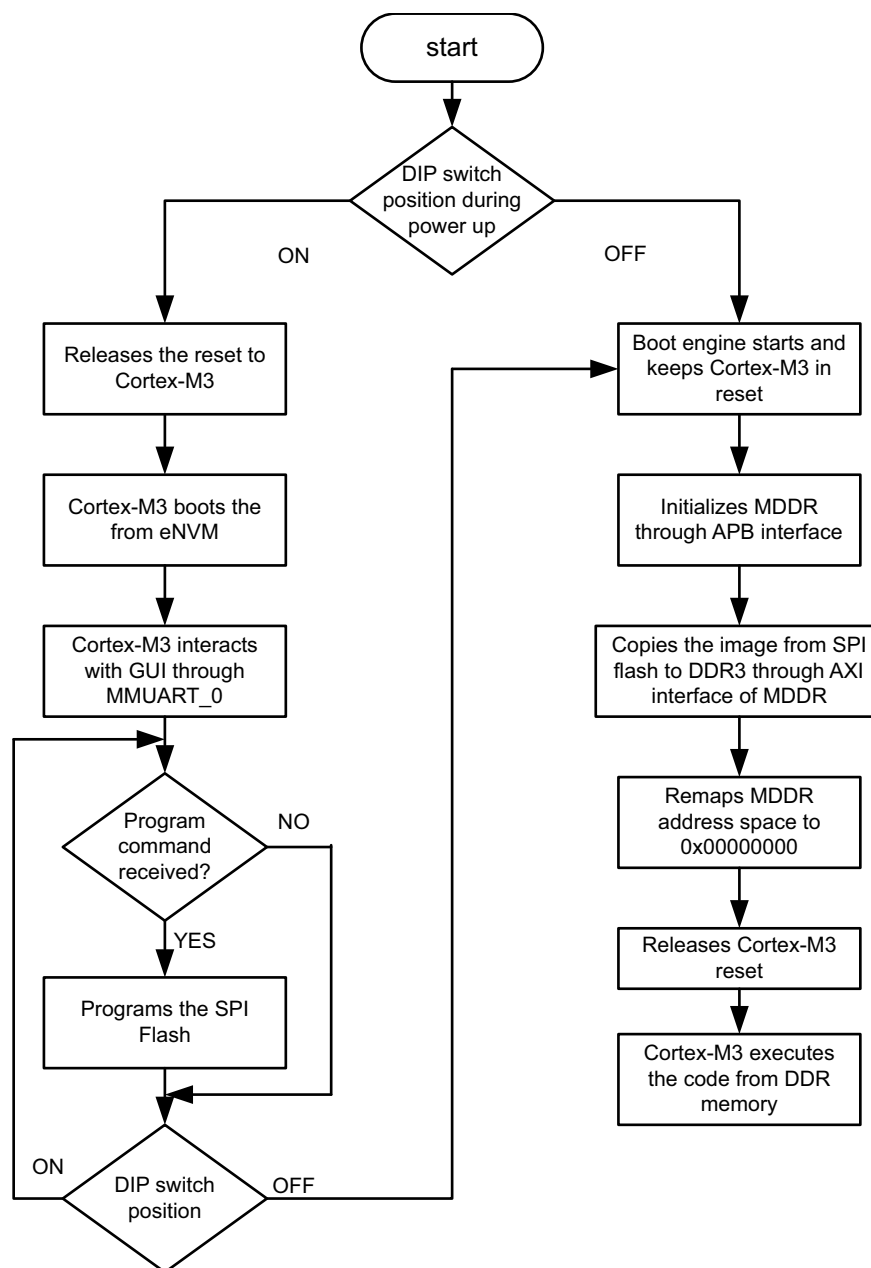 start
DIP switch
position during
power up
ON
OFF
Releases the reset to
Cortex-M3
Cortex-M3 boots the
from eNVM
Cortex-M3 interacts
with GUI through
MMUART_0
Program
command
received?
NO
YES
Programs the SPI
Flash
DIP switch
position
ON
OFF
Boot engine starts and
keeps Cortex-M3 in
reset
Initializes MDDR
through APB interface
Copies the image from SPI
flash to DDR3 through AXI
interface of MDDR
Remaps MDDR
address space to
0x00000000
Releases Cortex-M3
reset
Cortex-M3 executes
the code from DDR
memory